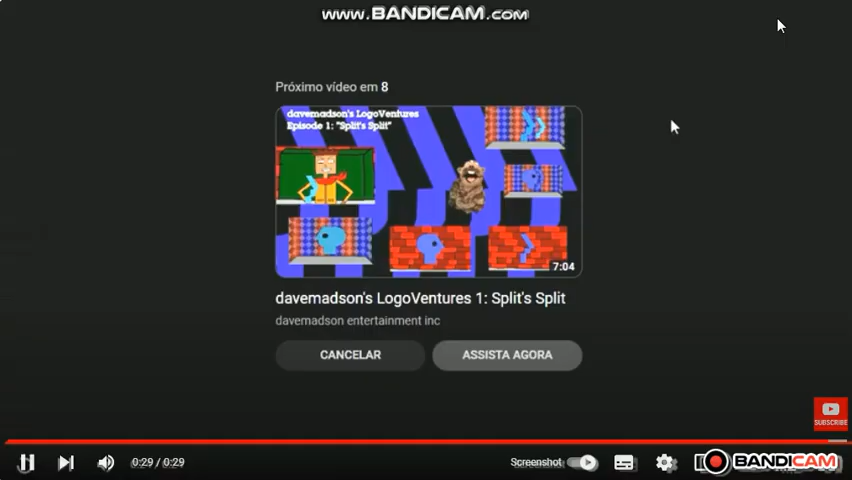 www.BANDICAM.com
Próximo vídeo em 8
davemadson's LogoVentures
Episode 1: "Split's Split"
7:04
davemadson's LogoVentures 1: Split's Split
davemadson entertainment inc
CANCELAR
ASSISTA AGORA
SUBSCRIBE
0:29 / 0:29
Screenshot
BANDICAM